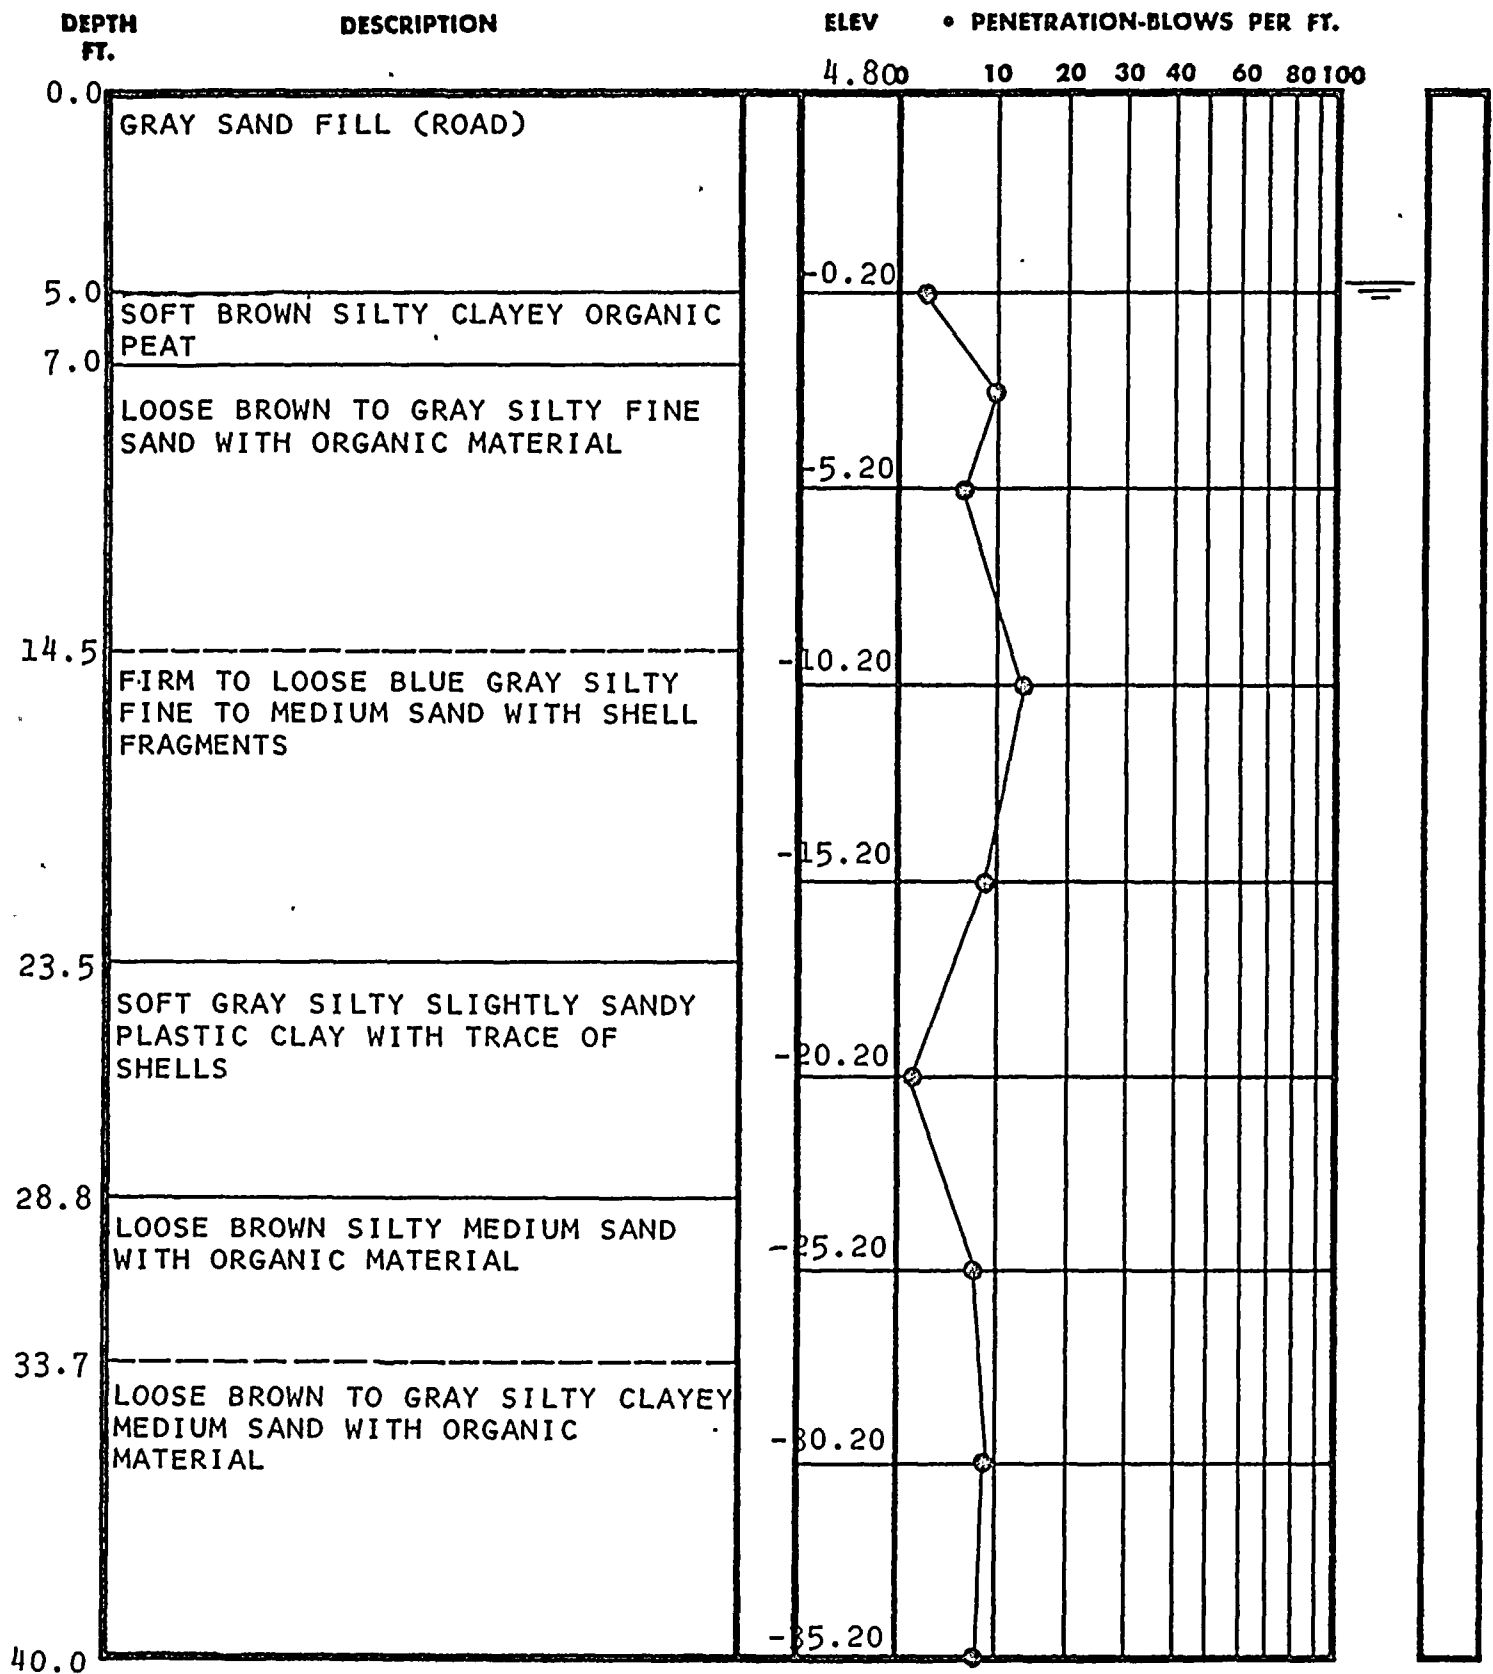 DEPTH FT. DESCRIPTION ELEV • PENETRATION-BLOWS PER FT.
4.80 0 10 20 30 40 60 80 100
0.0
GRAY SAND FILL (ROAD)
-0.20
5.0
SOFT BROWN SILTY CLAYEY ORGANIC
PEAT
7.0
LOOSE BROWN TO GRAY SILTY FINE
SAND WITH ORGANIC MATERIAL
-5.20
14.5
-10.20
FIRM TO LOOSE BLUE GRAY SILTY
FINE TO MEDIUM SAND WITH SHELL
FRAGMENTS
-15.20
23.5
SOFT GRAY SILTY SLIGHTLY SANDY
PLASTIC CLAY WITH TRACE OF
SHELLS
-20.20
28.8
LOOSE BROWN SILTY MEDIUM SAND
WITH ORGANIC MATERIAL
-25.20
33.7
LOOSE BROWN TO GRAY SILTY CLAYEY
MEDIUM SAND WITH ORGANIC
MATERIAL
-30.20
-35.20
40.0